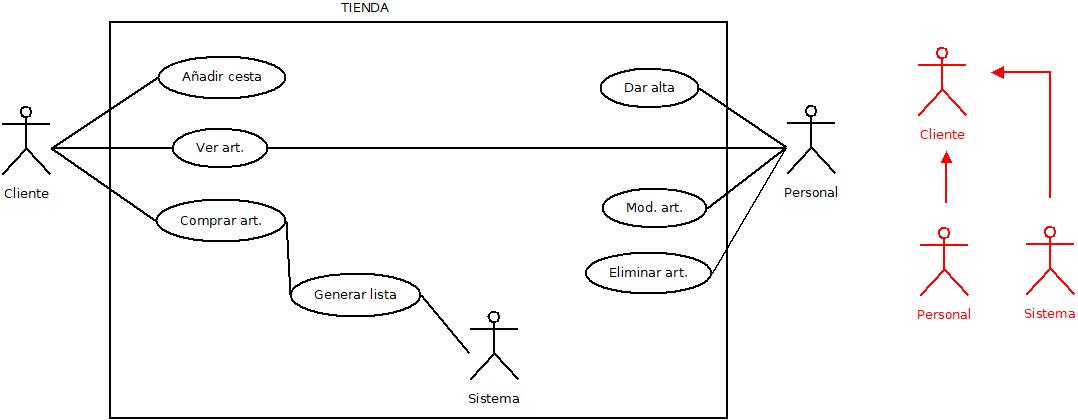 TIENDA
Añadir cesta
Dar alta
Cliente
Ver art.
Cliente
Personal
Comprar art.
Mod. art.
Eliminar art.
Generar lista
Personal
Sistema
Sistema